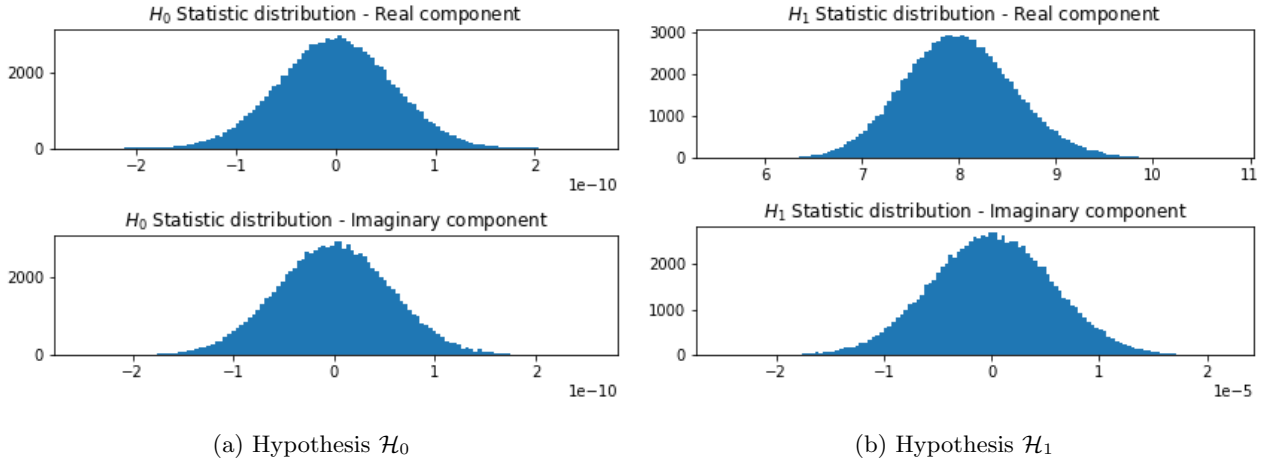 H₀ Statistic distribution - Real component
2000
0
−2 −1 0 1 2
1e−10
H₀ Statistic distribution - Imaginary component
2000
0
−2 −1 0 1 2
1e−10
(a) Hypothesis ℋ₀
H₁ Statistic distribution - Real component
3000
2000
1000
0
6 7 8 9 10 11
H₁ Statistic distribution - Imaginary component
2000
1000
0
−2 −1 0 1 2
1e−5
(b) Hypothesis ℋ₁